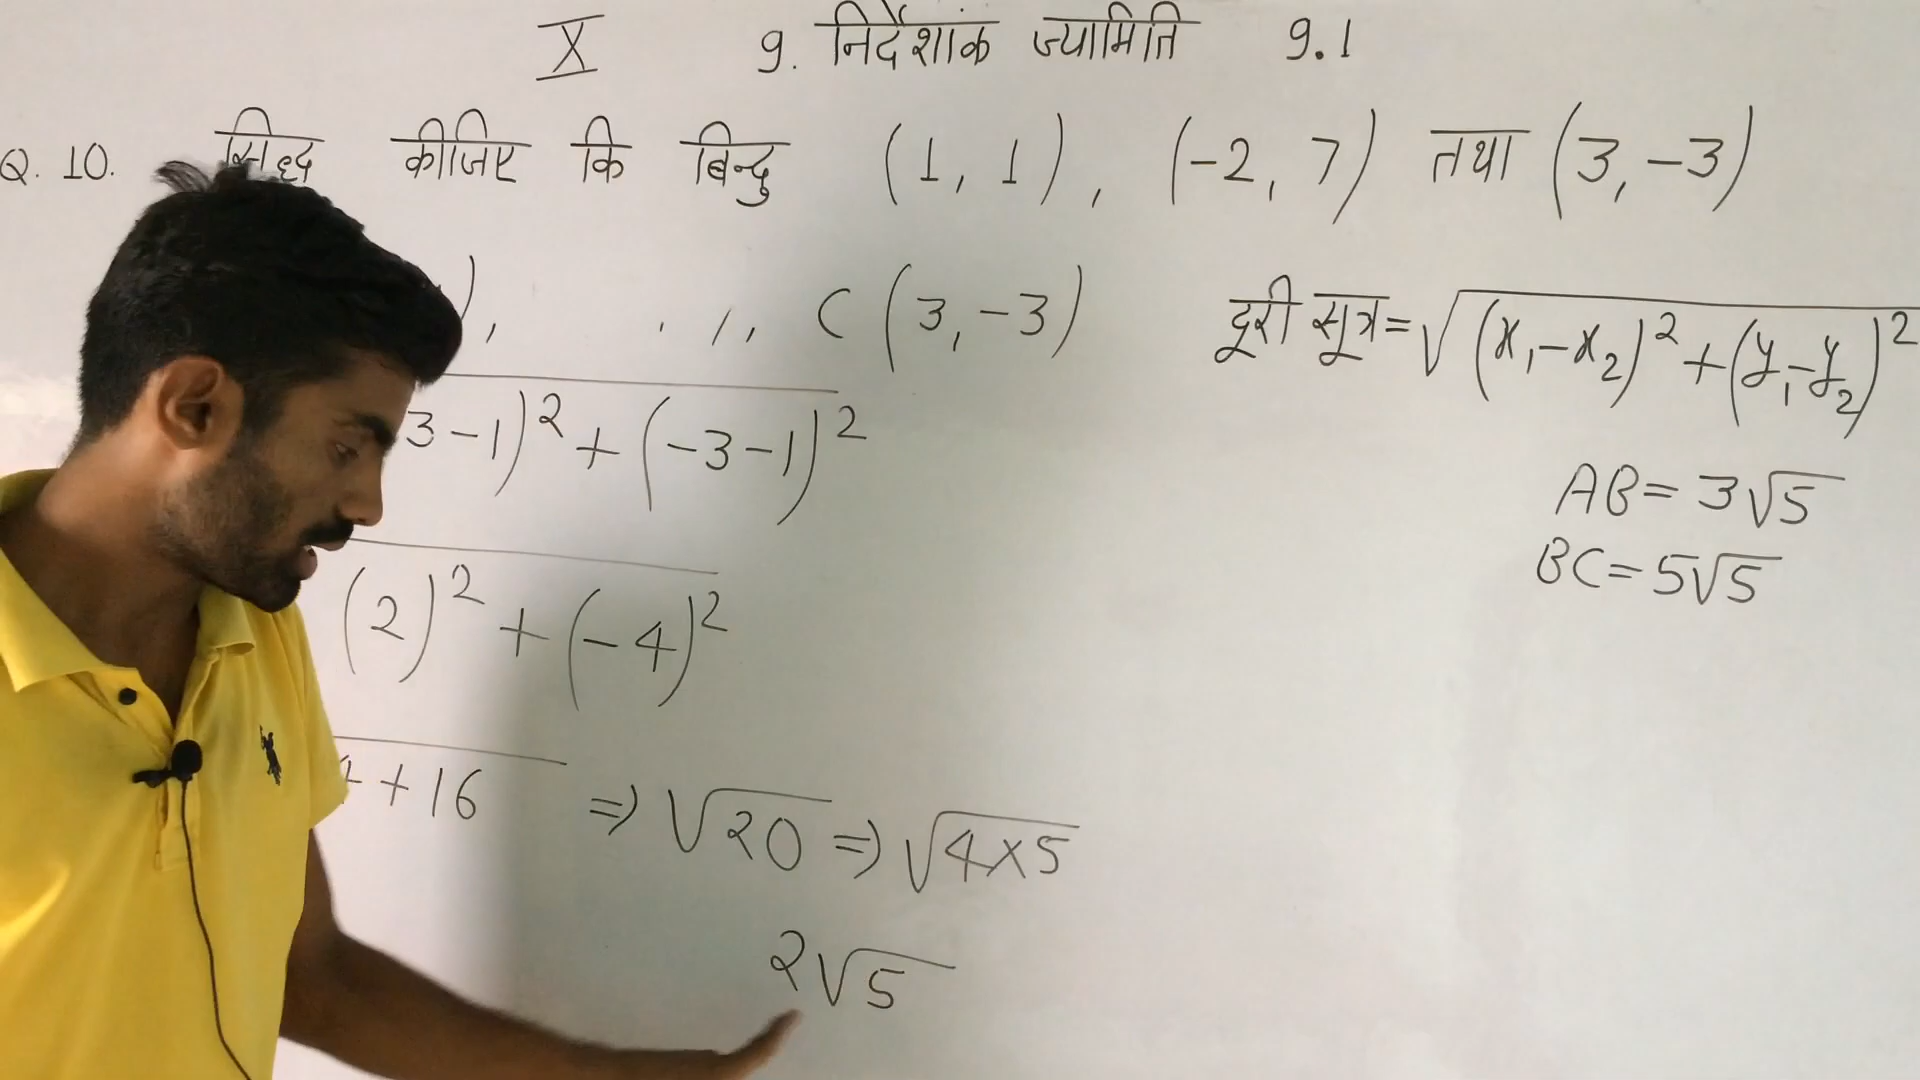 X 9. निर्देशांक ज्यामिति 9.1
Q. 10. सिद्ध कीजिए कि बिन्दु (1, 1), (-2, 7) तथा (3, -3)
), C (3, -3) दूरी सूत्र = √(x₁-x₂)² + (y₁-y₂)²
3-1)² + (-3-1)²
AB = 3√5
BC = 5√5
(2)² + (-4)²
+ 16 ⇒ √20 ⇒ √4×5
2√5